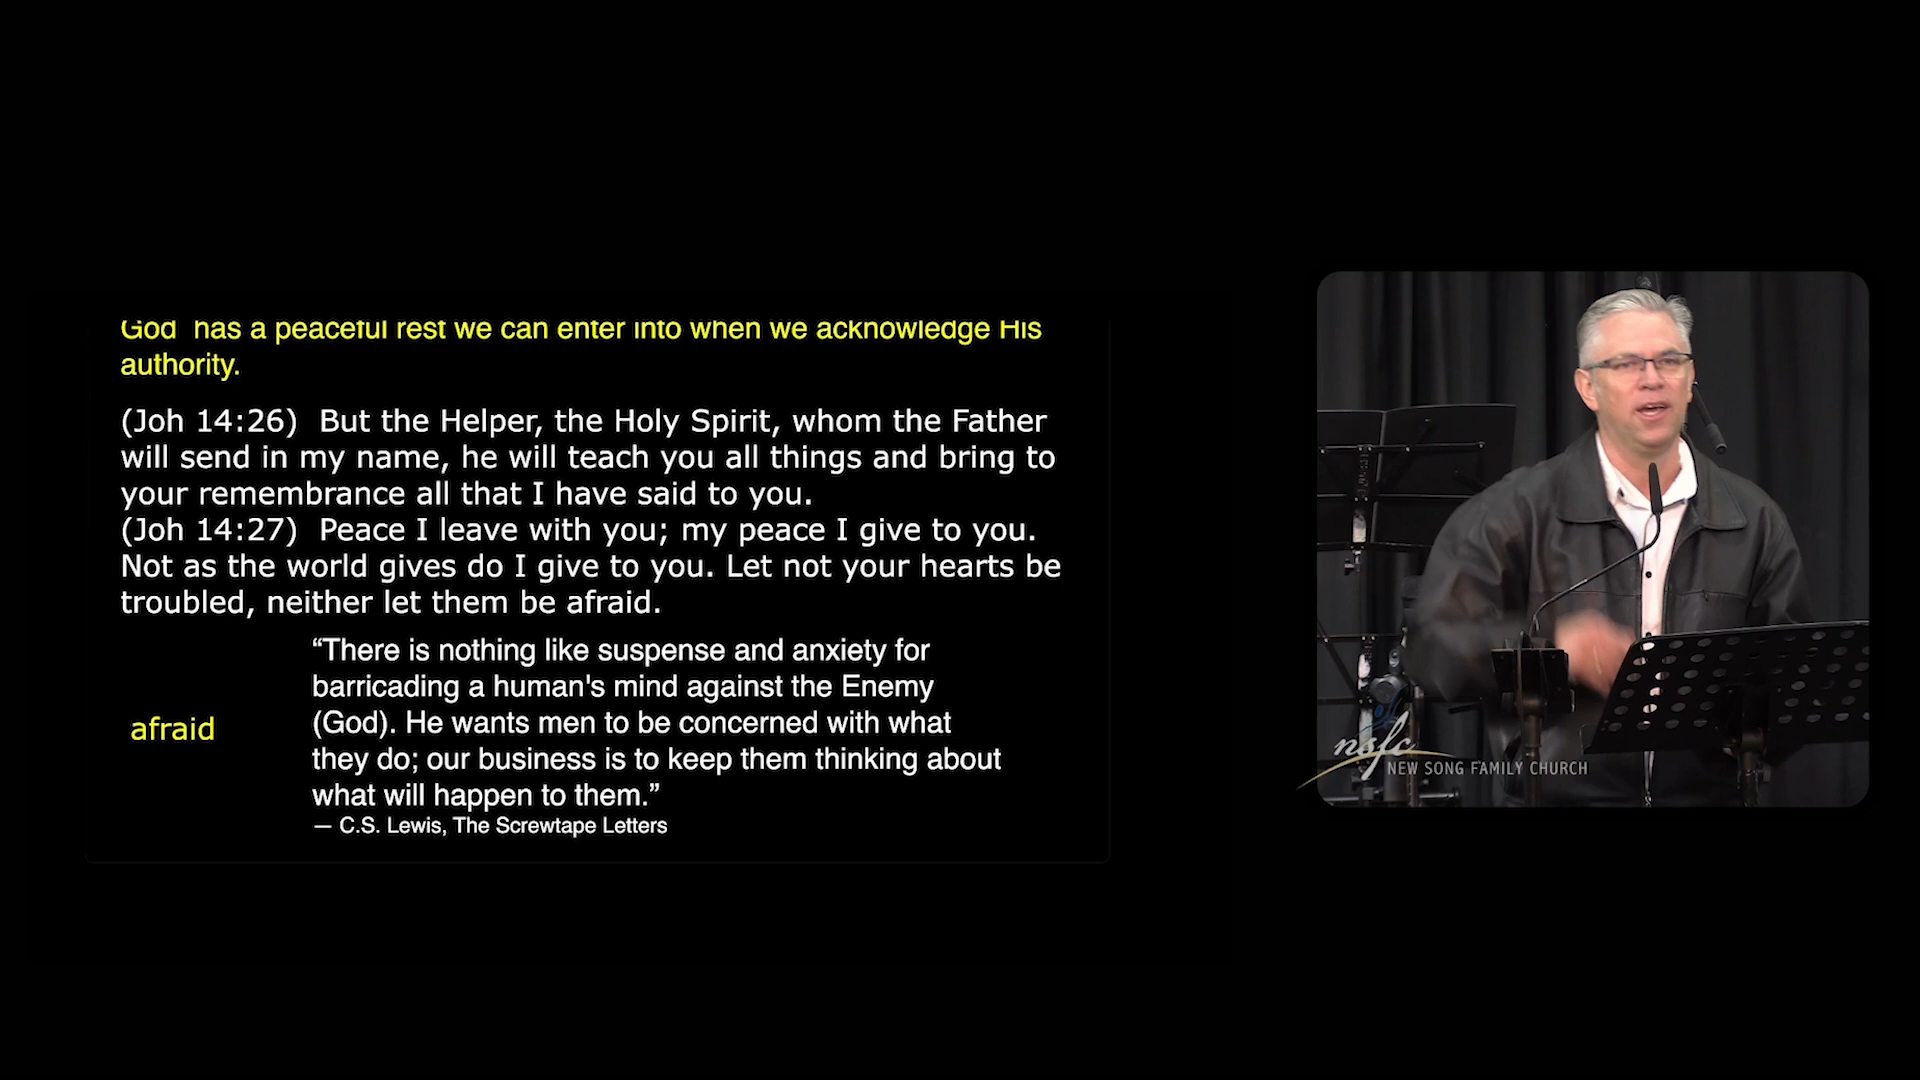 God  has a peaceful rest we can enter into when we acknowledge His
authority.
(Joh 14:26)  But the Helper, the Holy Spirit, whom the Father
will send in my name, he will teach you all things and bring to
your remembrance all that I have said to you.
(Joh 14:27)  Peace I leave with you; my peace I give to you.
Not as the world gives do I give to you. Let not your hearts be
troubled, neither let them be afraid.
afraid
“There is nothing like suspense and anxiety for
barricading a human's mind against the Enemy
(God). He wants men to be concerned with what
they do; our business is to keep them thinking about
what will happen to them.”
— C.S. Lewis, The Screwtape Letters
nsfc
NEW SONG FAMILY CHURCH